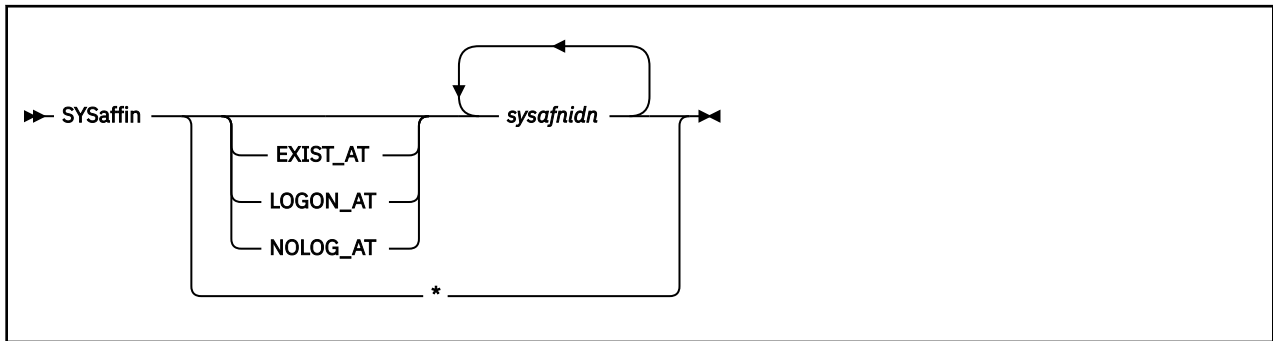 SYSaffin sysafnidn
EXIST_AT
LOGON_AT
NOLOG_AT
*